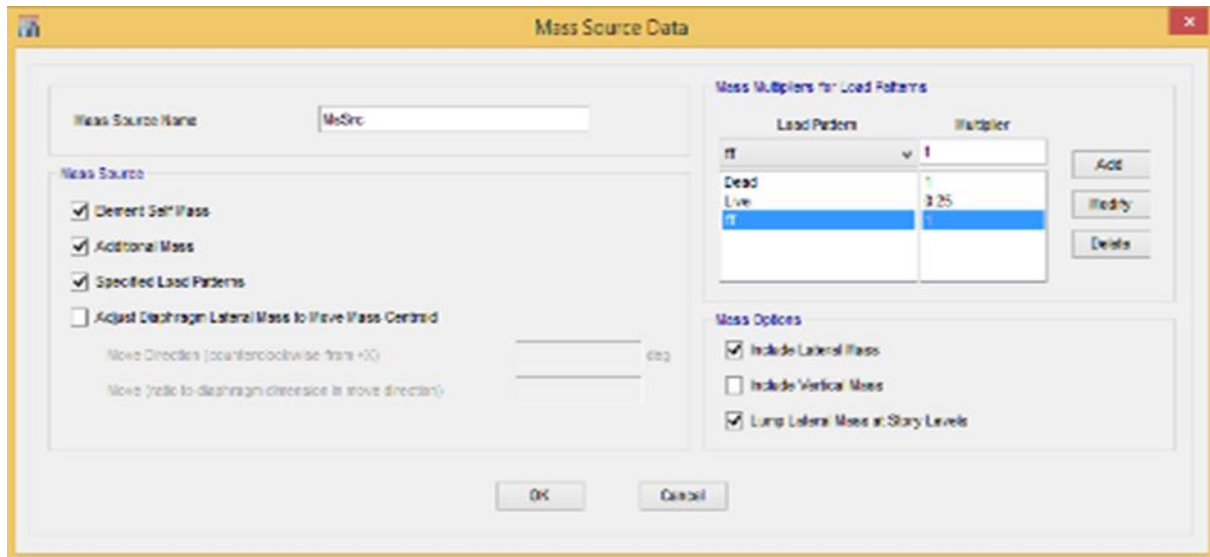 Mass Source Data
Mass Source Name
MsSrc
Mass Source
Element Self Mass
Additional Mass
Specified Load Patterns
Adjust Diaphragm Lateral Mass to Move Mass Centroid
Move Direction (counterclockwise from +X)
deg
Move (ratio to diaphragm dimension in move direction)
Mass Multipliers for Load Patterns
Load Pattern Multiplier
ff 1
Dead 1
Live 0.25
ff 1
Add
Modify
Delete
Mass Options
Include Lateral Mass
Include Vertical Mass
Lump Lateral Mass at Story Levels
OK Cancel